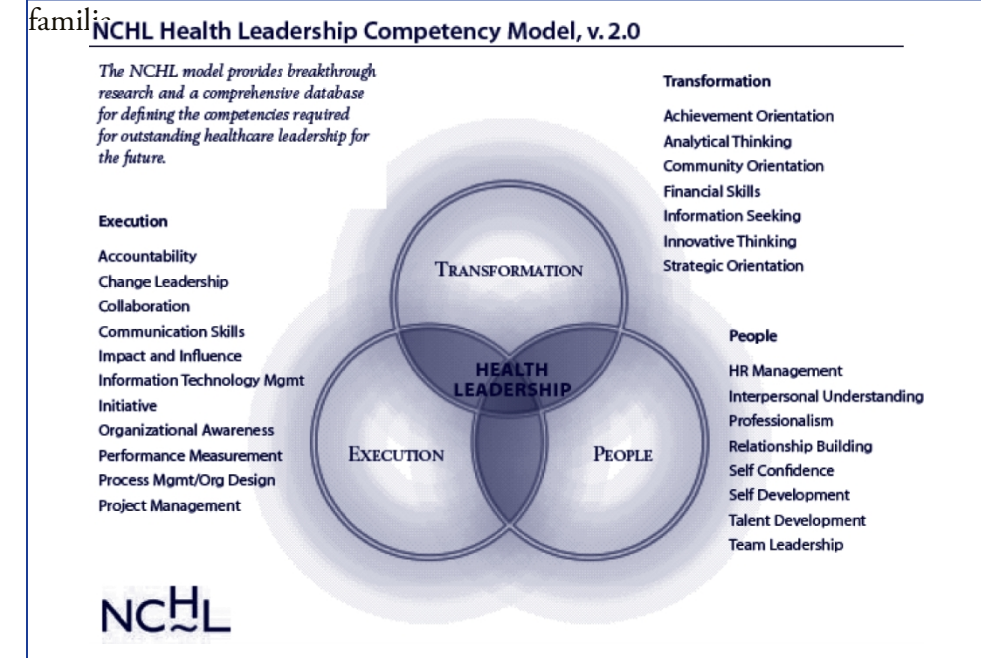 famili
NCHL Health Leadership Competency Model, v. 2.0
The NCHL model provides breakthrough
research and a comprehensive database
for defining the competencies required
for outstanding healthcare leadership for
the future.
Execution
Accountability
Change Leadership
Collaboration
Communication Skills
Impact and Influence
Information Technology Mgmt
Initiative
Organizational Awareness
Performance Measurement
Process Mgmt/Org Design
Project Management
TRANSFORMATION
HEALTH
LEADERSHIP
EXECUTION
PEOPLE
Transformation
Achievement Orientation
Analytical Thinking
Community Orientation
Financial Skills
Information Seeking
Innovative Thinking
Strategic Orientation
People
HR Management
Interpersonal Understanding
Professionalism
Relationship Building
Self Confidence
Self Development
Talent Development
Team Leadership
NCHL